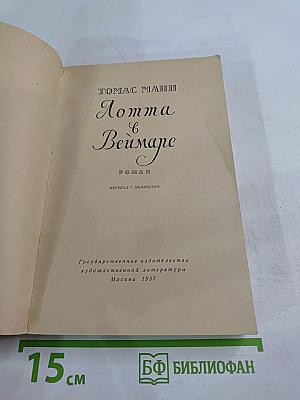 ТОМАС МАНН
Лотта
в
Веймаре
РОМАН
ПЕРЕВОД С НЕМЕЦКОГО
Государственное издательство
художественной литературы
Москва 1957
15 см
БФ БИБЛИОФАН